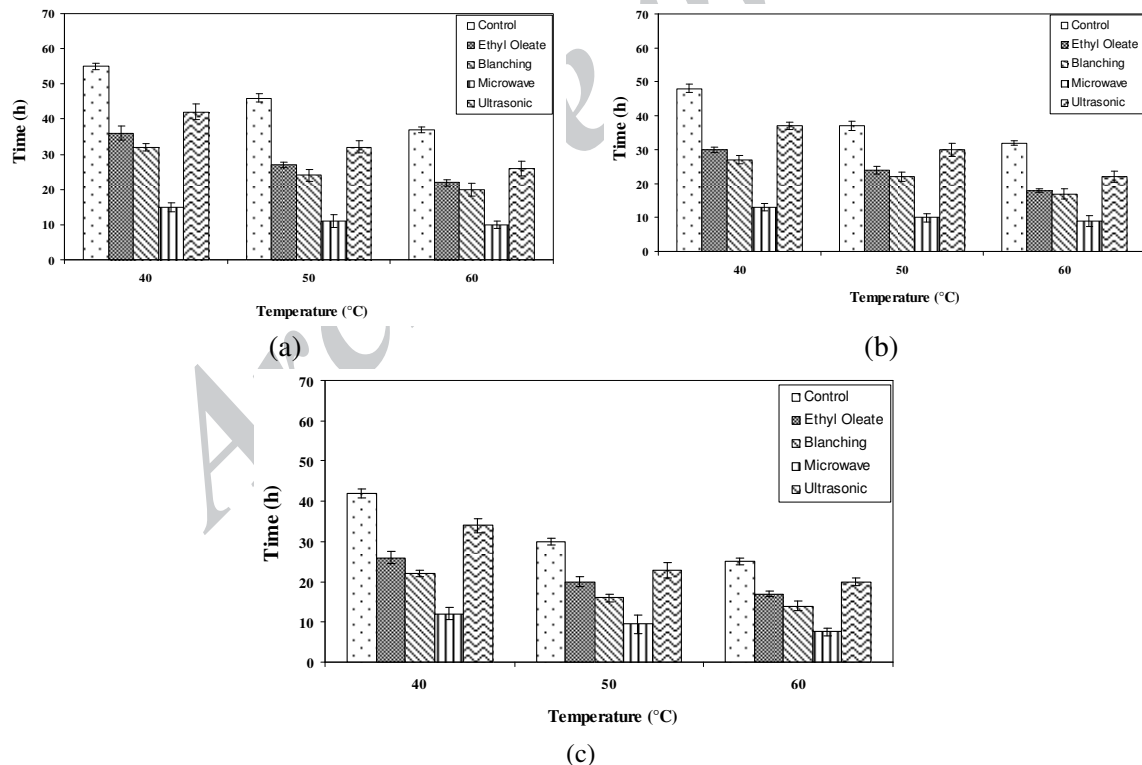 70
60
50
40
30
20
10
0
Time (h)
40
50
60
Temperature (°C)
Control
Ethyl Oleate
Blanching
Microwave
Ultrasonic
(a)
70
60
50
40
30
20
10
0
Time (h)
40
50
60
Temperature (°C)
Control
Ethyl Oleate
Blanching
Microwave
Ultrasonic
(b)
70
60
50
40
30
20
10
0
Time (h)
40
50
60
Temperature (°C)
Control
Ethyl Oleate
Blanching
Microwave
Ultrasonic
(c)